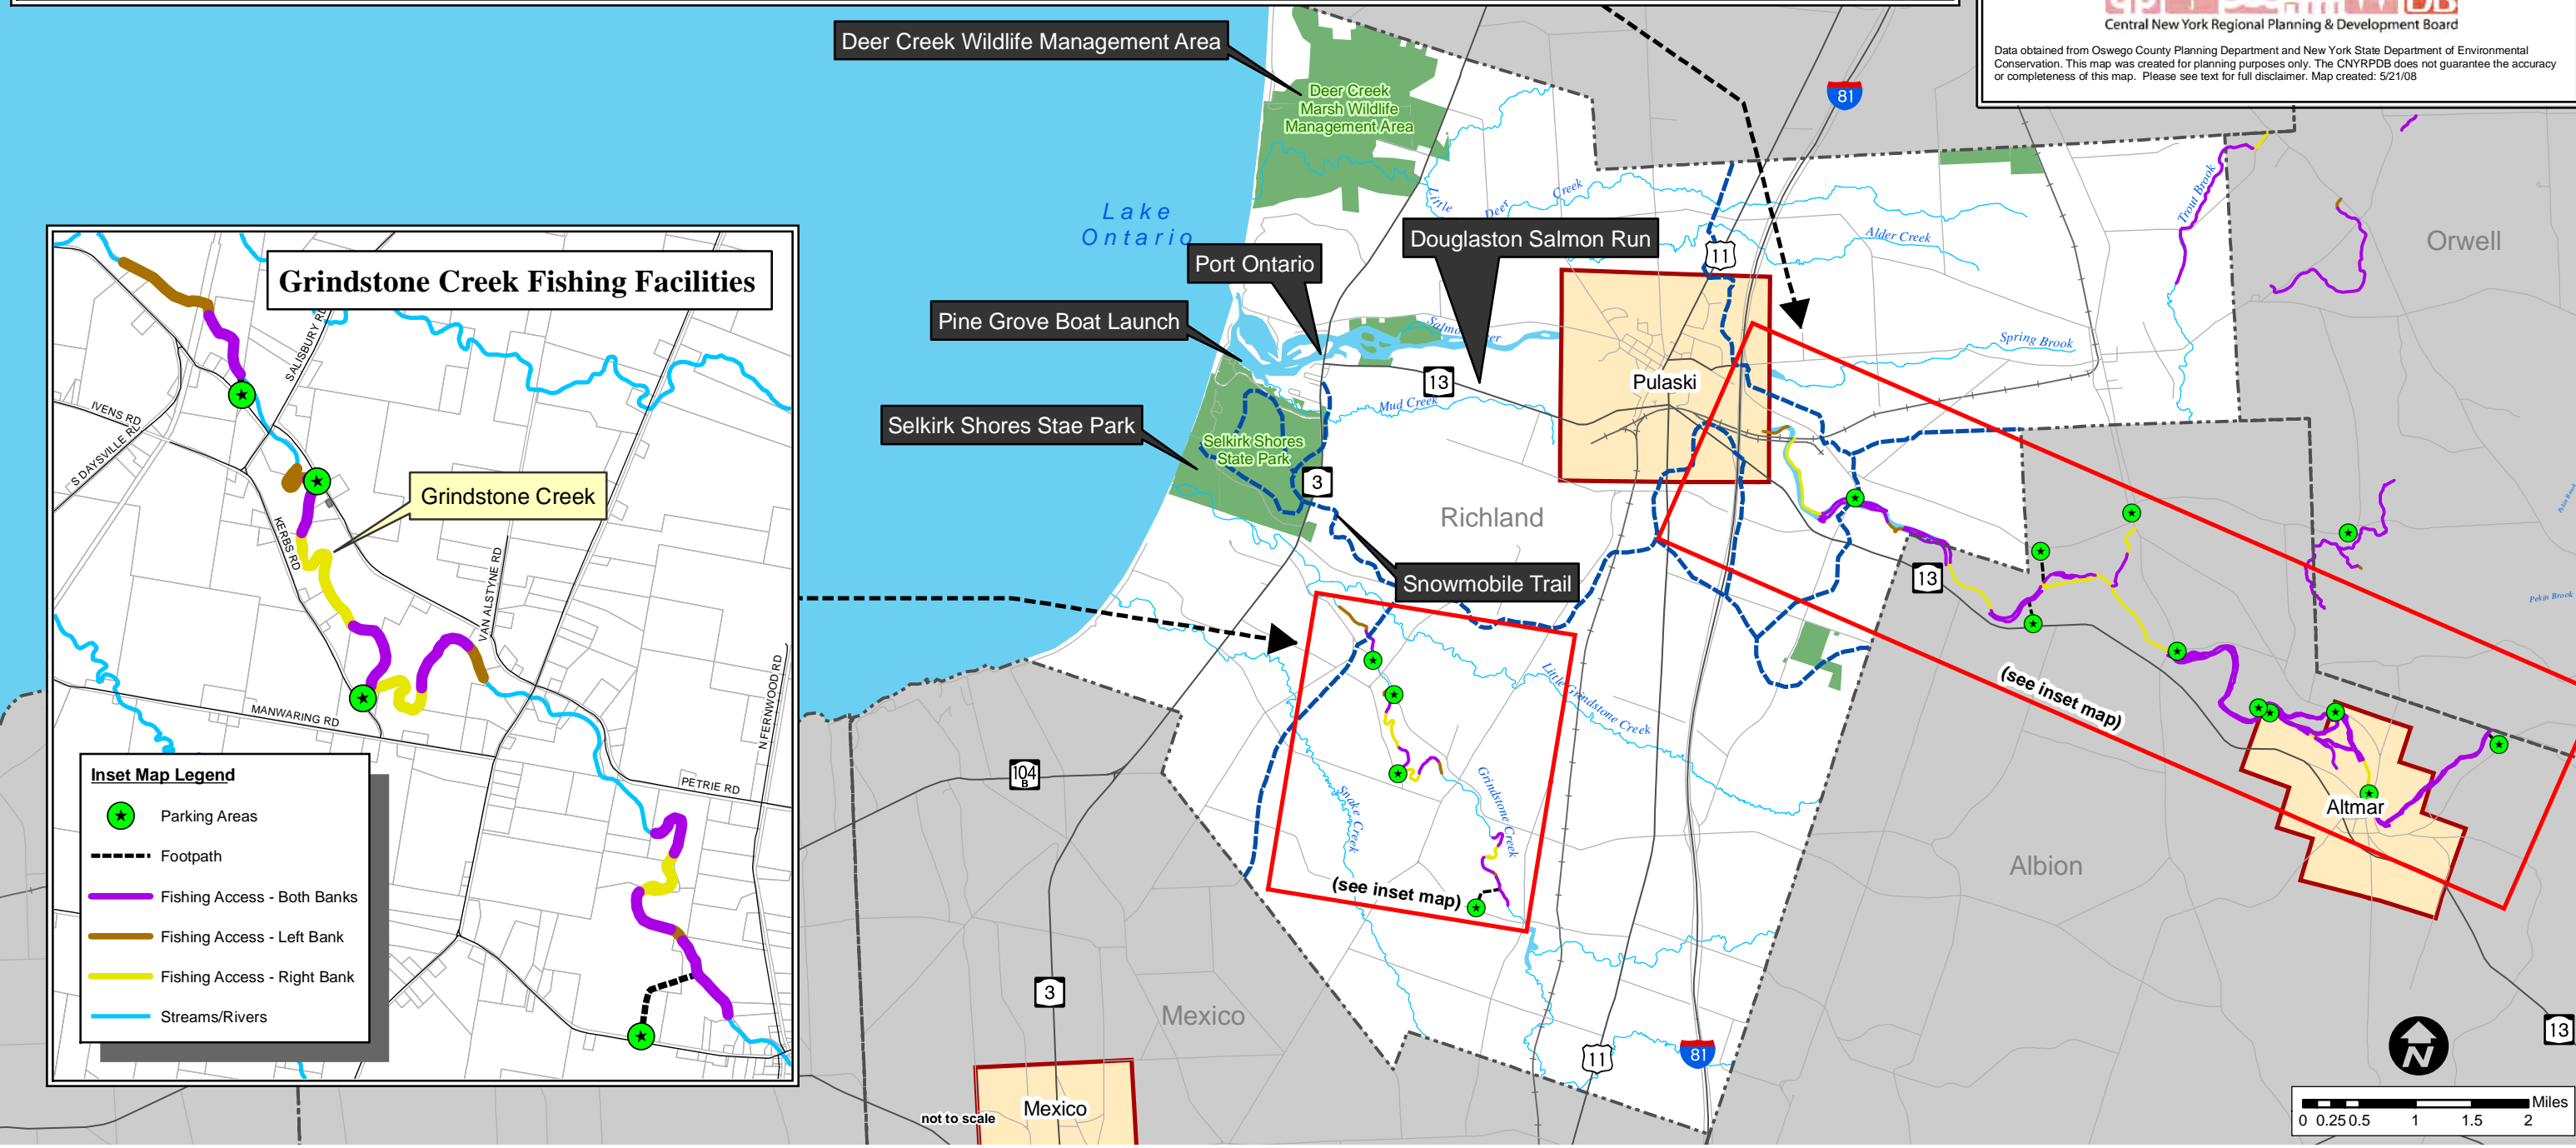 Central New York Regional Planning & Development Board
Data obtained from Oswego County Planning Department and New York State Department of Environmental
Conservation. This map was created for planning purposes only. The CNYRPDB does not guarantee the accuracy
or completeness of this map. Please see text for full disclaimer. Map created: 5/21/08
Deer Creek Wildlife Management Area
Deer Creek
Marsh Wildlife
Management Area
81
Lake
Ontario
Little
Deer
Creek
Trout Brook
Orwell
Douglaston Salmon Run
11
Alder Creek
Port Ontario
Pine Grove Boat Launch
Spring Brook
13
Pulaski
Mud Creek
Selkirk Shores Stae Park
Selkirk Shores
State Park
3
Richland
Snowmobile Trail
13
Pekin Brook
(see inset map)
Little Grindstone Creek
104
B
Snake Creek
Grindstone Creek
(see inset map)
Altmar
Albion
3
Mexico
11
81
13
N
not to scale
Mexico
Miles
0 0.25 0.5 1 1.5 2
Grindstone Creek Fishing Facilities
SALISBURY RD
IVENS RD
S DAYSVILLE RD
Grindstone Creek
KERBS RD
VAN ALSTYNE RD
MANWARING RD
N FERNWOOD RD
PETRIE RD
Inset Map Legend
Parking Areas
Footpath
Fishing Access - Both Banks
Fishing Access - Left Bank
Fishing Access - Right Bank
Streams/Rivers